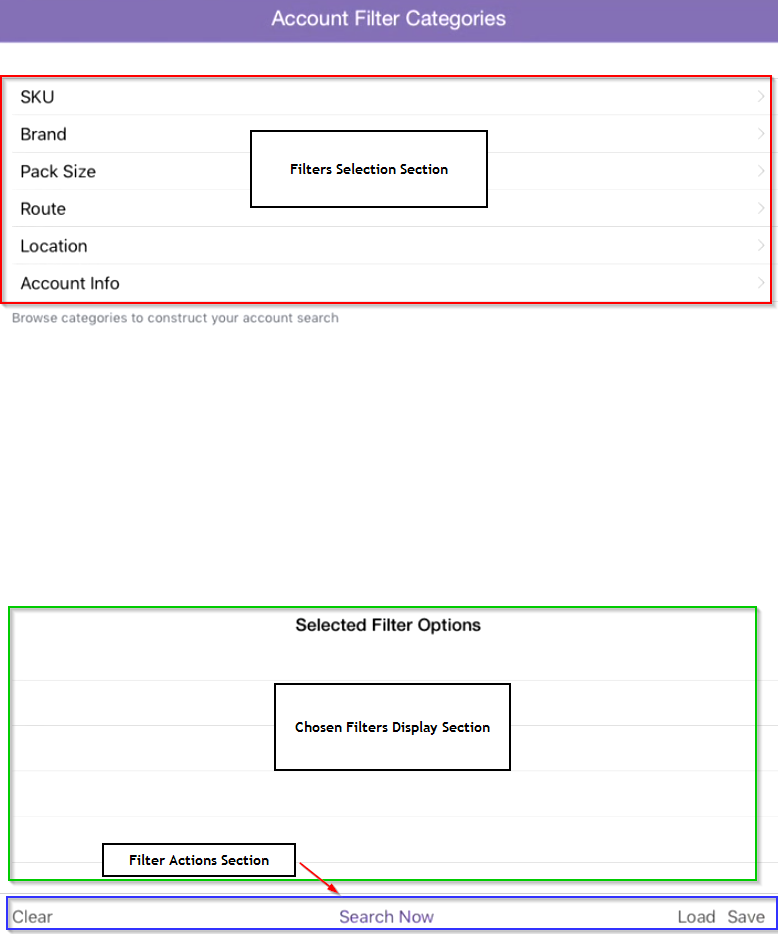 Account Filter Categories
SKU
Brand
Filters Selection Section
Pack Size
Route
Location
Account Info
Browse categories to construct your account search
Selected Filter Options
Chosen Filters Display Section
Filter Actions Section
Clear Search Now Load Save